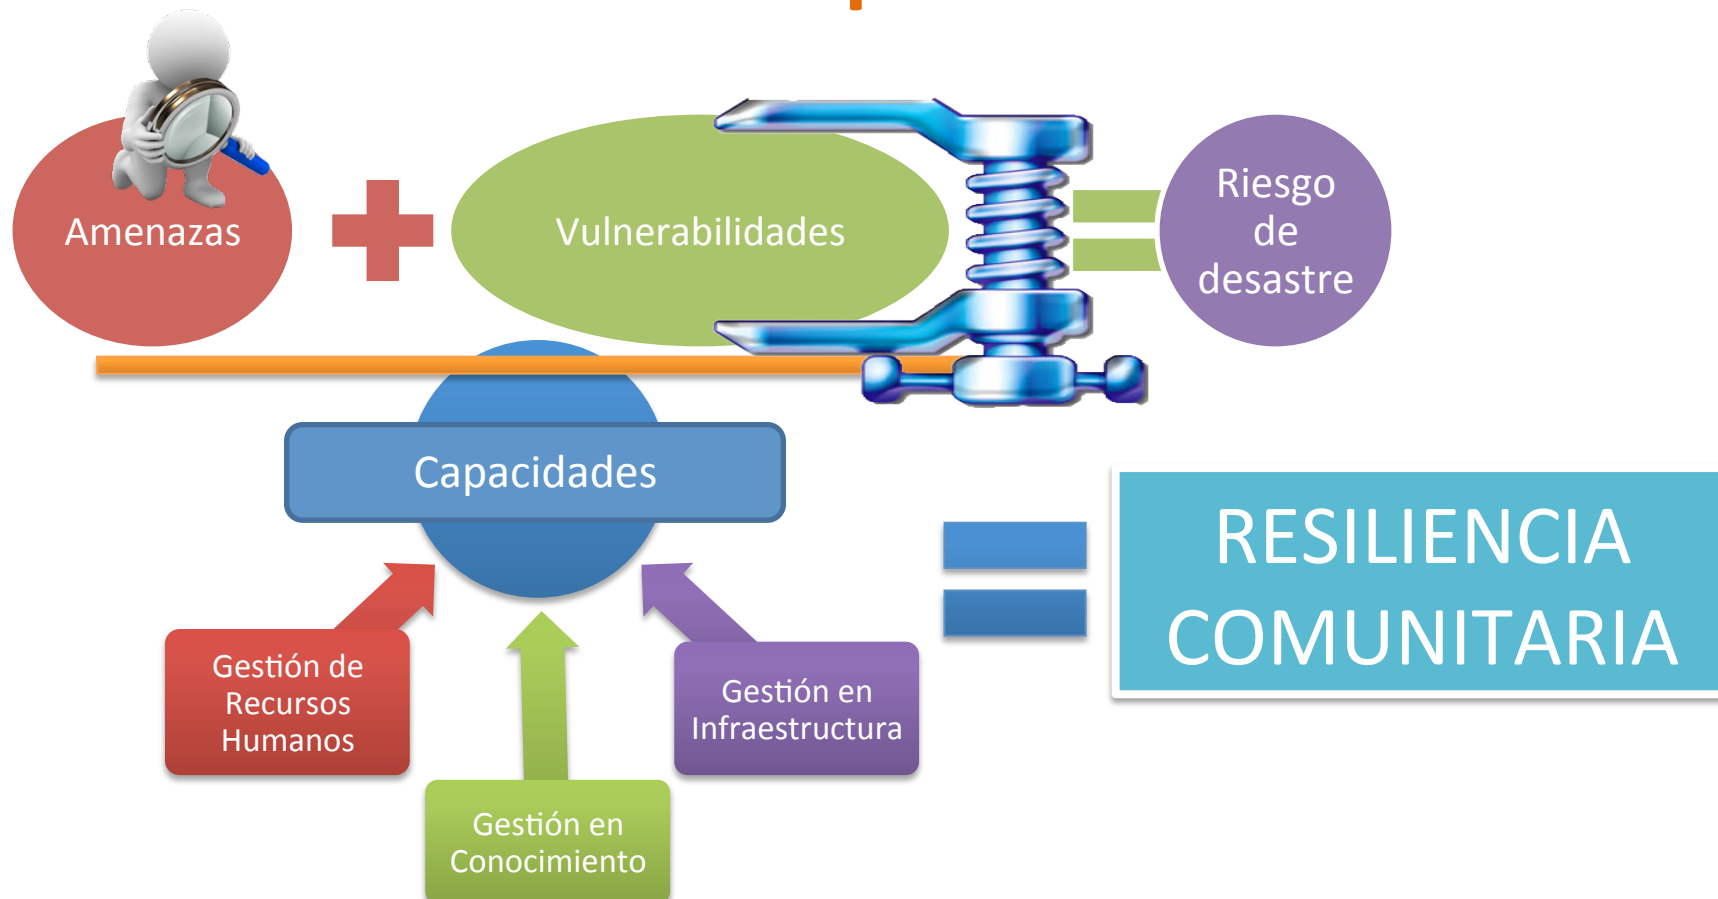 Amenazas
Vulnerabilidades
Riesgo
de
desastre
Capacidades
RESILIENCIA
COMUNITARIA
Gestión de
Recursos
Humanos
Gestión en
Infraestructura
Gestión en
Conocimiento